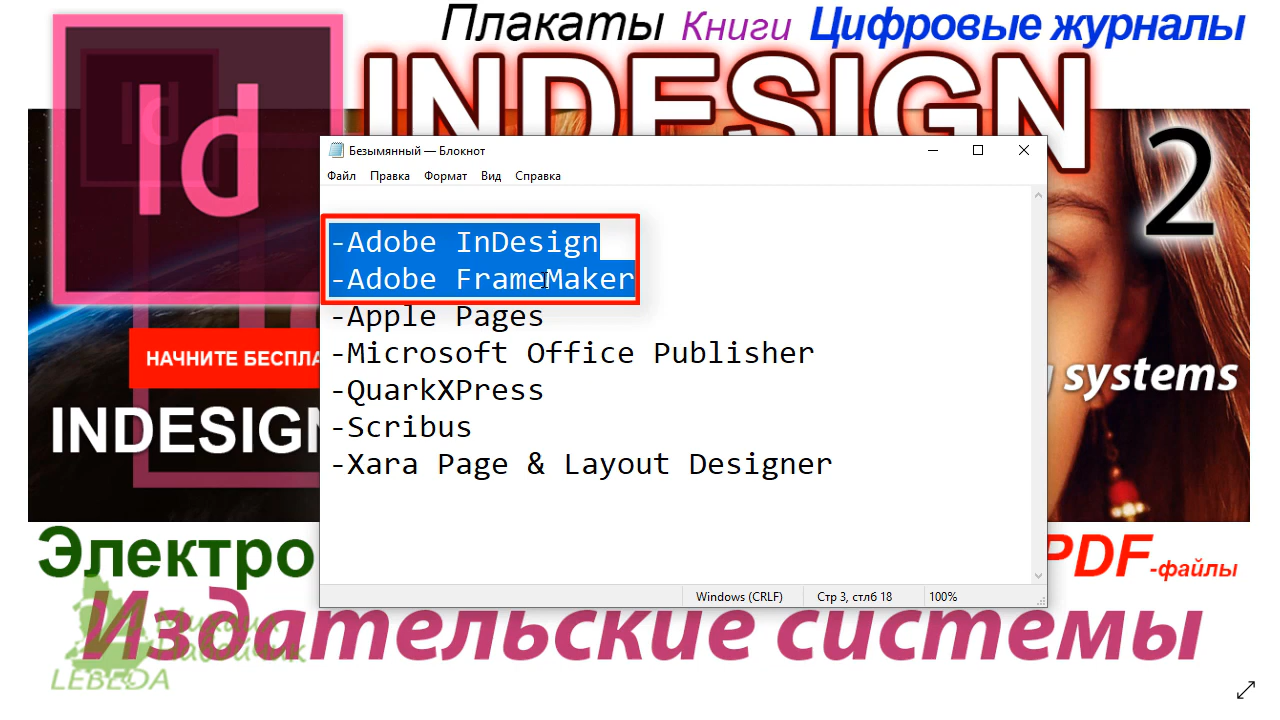 Плакаты Книги Цифровые журналы
INDESIGN
Id
Id
2
Безымянный — Блокнот
Файл Правка Формат Вид Справка
-Adobe InDesign
-Adobe FrameMaker
-Apple Pages
-Microsoft Office Publisher
-QuarkXPress
-Scribus
-Xara Page & Layout Designer
НАЧНИТЕ БЕСПЛА
systems
INDESIGN
Windows (CRLF) Стр 3, стлб 18 100%
Электро
PDF-файлы
Издательские системы
LEBEDA